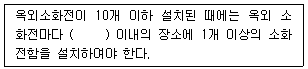 옥외소화전이 10개 이하 설치된 때에는 옥외 소
화전마다 (      ) 이내의 장소에 1개 이상의 소화
전함을 설치하여야 한다.